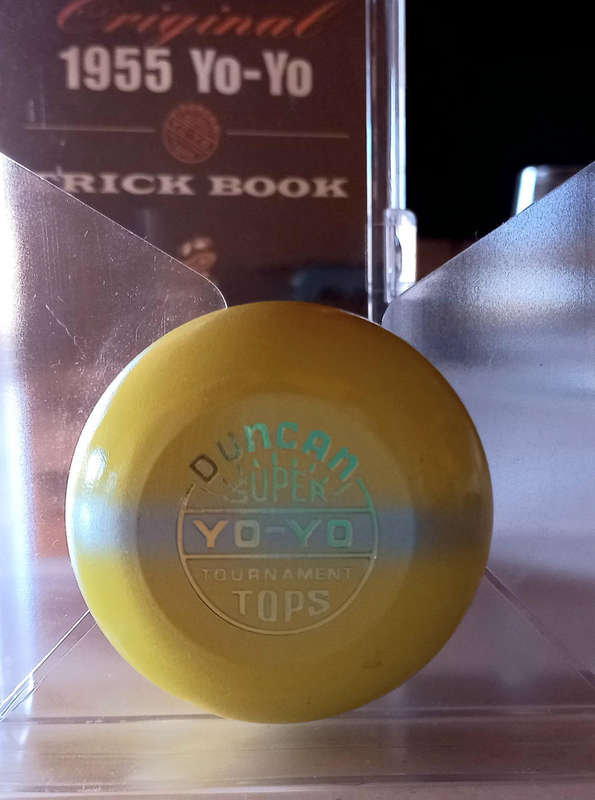 Original
1955 Yo-Yo
TRICK BOOK
DUNCAN
SUPER
YO-YO
TOURNAMENT
TOPS